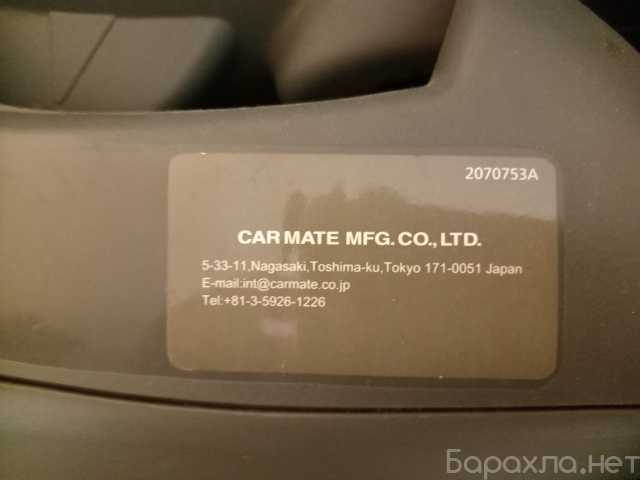 2070753A
CAR MATE MFG. CO., LTD.
5-33-11,Nagasaki,Toshima-ku,Tokyo 171-0051 Japan
E-mail:int@carmate.co.jp
Tel:+81-3-5926-1226
Барахла.нет